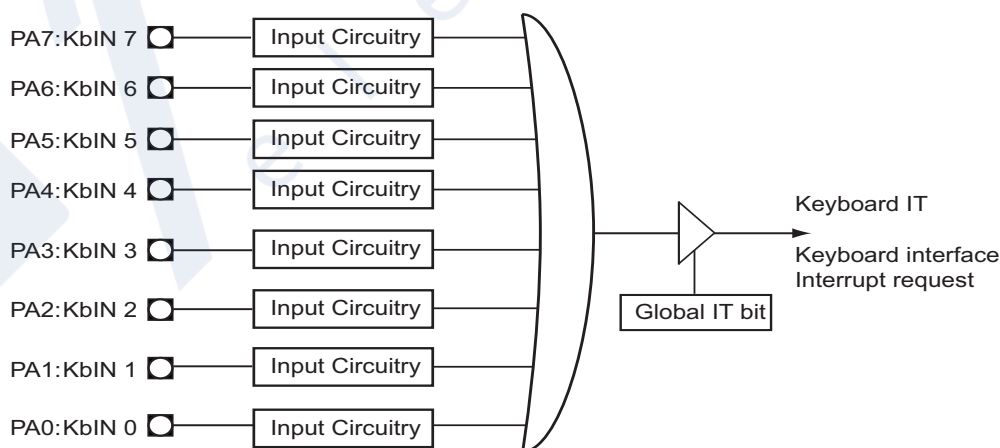 PA7:KbIN 7 Input Circuitry
PA6:KbIN 6 Input Circuitry
PA5:KbIN 5 Input Circuitry
PA4:KbIN 4 Input Circuitry
Keyboard IT
PA3:KbIN 3 Input Circuitry
Keyboard interface
Interrupt request
PA2:KbIN 2 Input Circuitry
Global IT bit
PA1:KbIN 1 Input Circuitry
PA0:KbIN 0 Input Circuitry